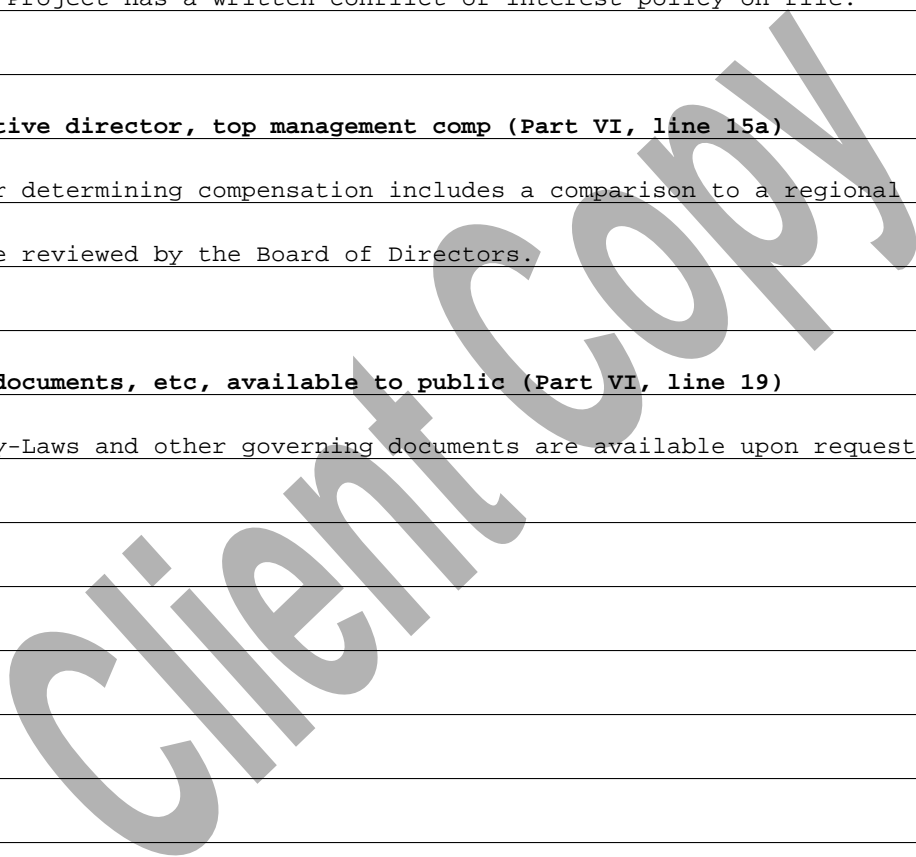 Project has a written conflict of interest policy on file.
tive director, top management comp (Part VI, line 15a)
r determining compensation includes a comparison to a regional
e reviewed by the Board of Directors.
documents, etc, available to public (Part VI, line 19)
y-Laws and other governing documents are available upon request
Client Copy